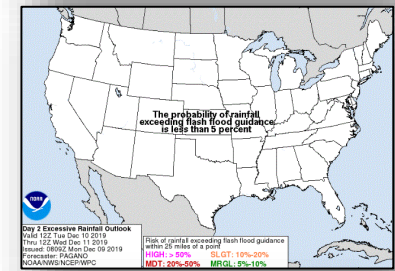 The probability of rainfall
exceeding flash flood guidance
is less than 5 percent
noaa
Day 2 Excessive Rainfall Outlook
Valid 12Z Tue Dec 10 2019
Thru 12Z Wed Dec 11 2019
Issued: 0809Z Mon Dec 09 2019
Forecaster: PAGANO
NOAA/NWS/NCEP/WPC
Risk of rainfall exceeding flash flood guidance
within 25 miles of a point
HIGH: > 50% SLGT: 10%-20%
MDT: 20%-50% MRGL: 5%-10%